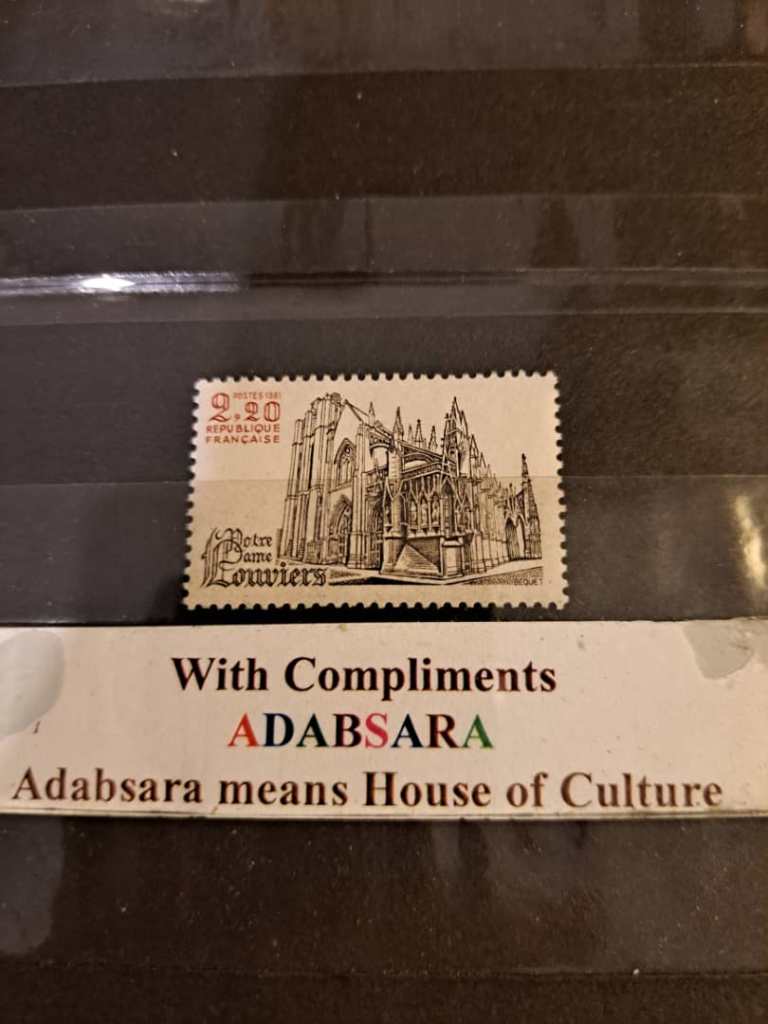 POSTES 1981
2,20
REPUBLIQUE
FRANÇAISE
Notre
Dame
Louviers
BEQUET
With Compliments
ADABSARA
Adabsara means House of Culture